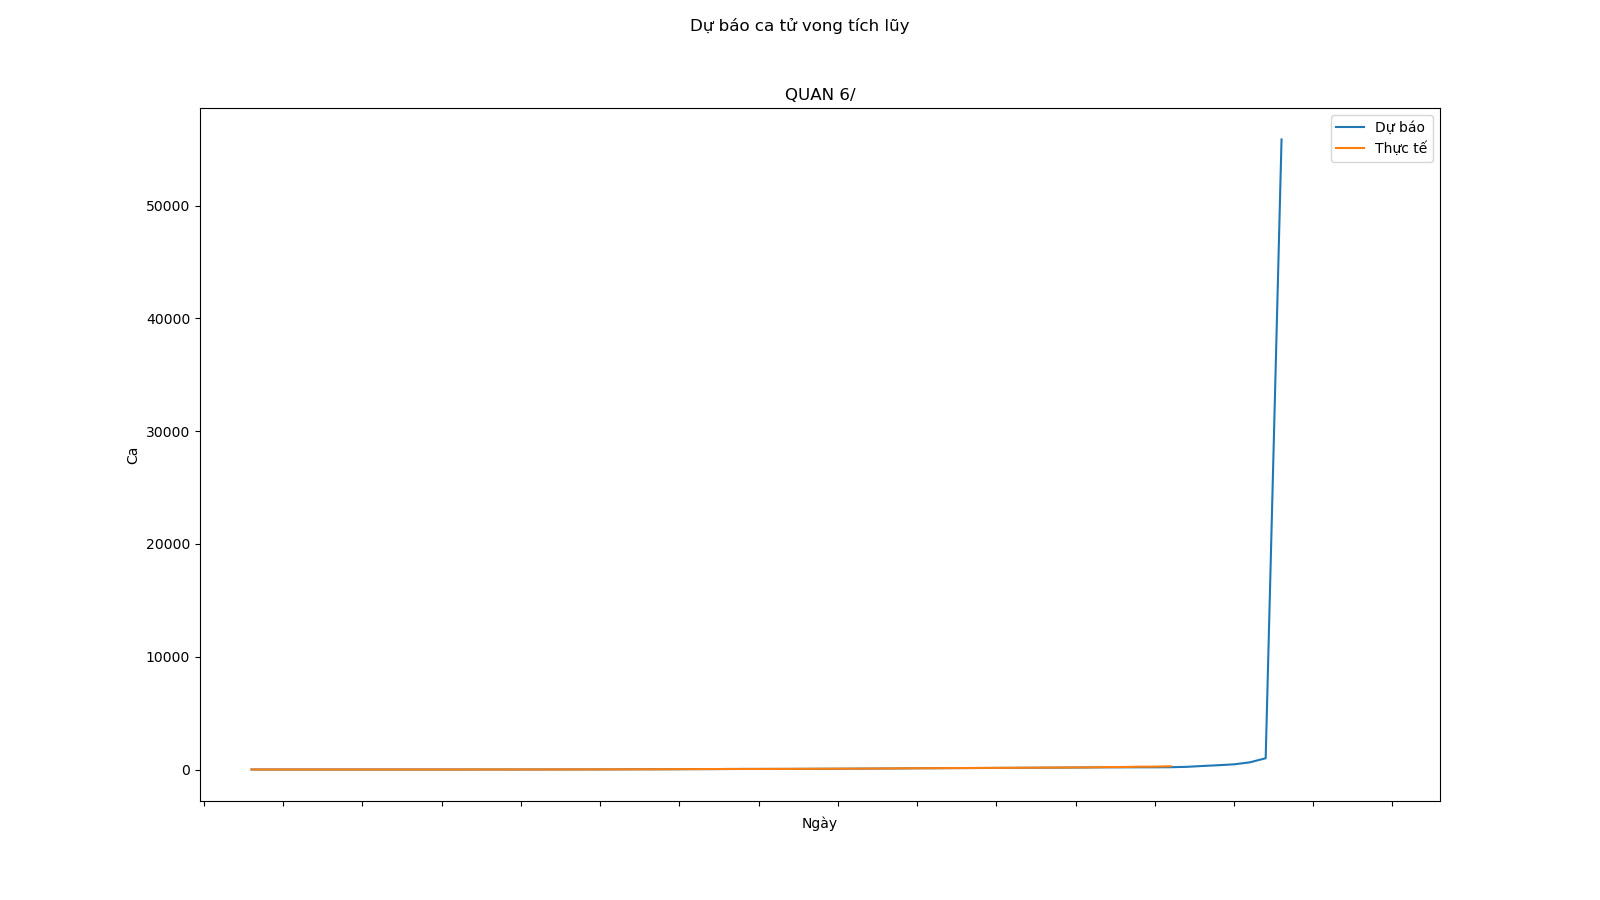 Dự báo ca tử vong tích lũy
QUAN 6/
Dự báo
Thực tế
50000
40000
30000
20000
10000
0
Ca
Ngày